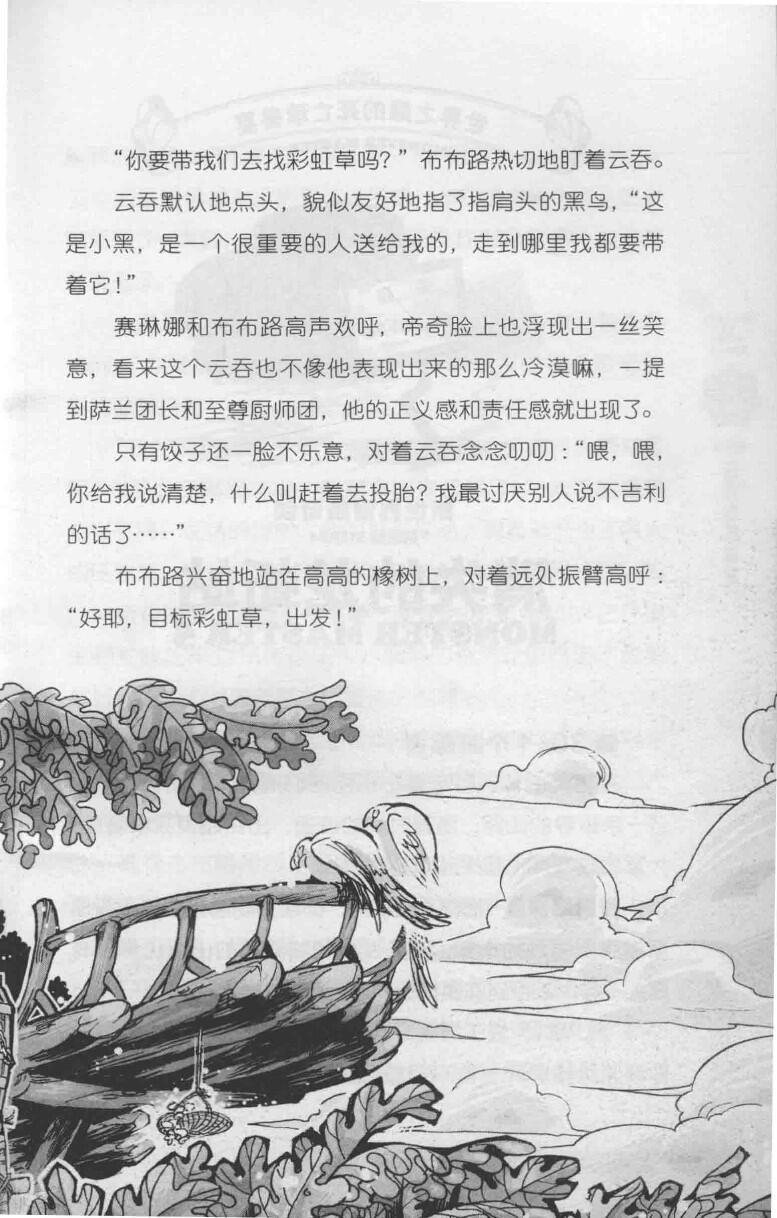 “你要带我们去找彩虹草吗？”布布路热切地盯着云吞。
云吞默认地点头，貌似友好地指了指肩头的黑鸟，“这
是小黑，是一个很重要的人送给我的，走到哪里我都要带
着它！”
赛琳娜和布布路高声欢呼，帝奇脸上也浮现出一丝笑
意，看来这个云吞也不像他表现出来的那么冷漠嘛，一提
到萨兰团长和至尊厨师团，他的正义感和责任感就出现了。
只有饺子还一脸不乐意，对着云吞念念叨叨：“喂，喂，
你给我说清楚，什么叫赶着去投胎？我最讨厌别人说不吉利
的话了……”
布布路兴奋地站在高高的橡树上，对着远处振臂高呼：
“好耶，目标彩虹草，出发！”